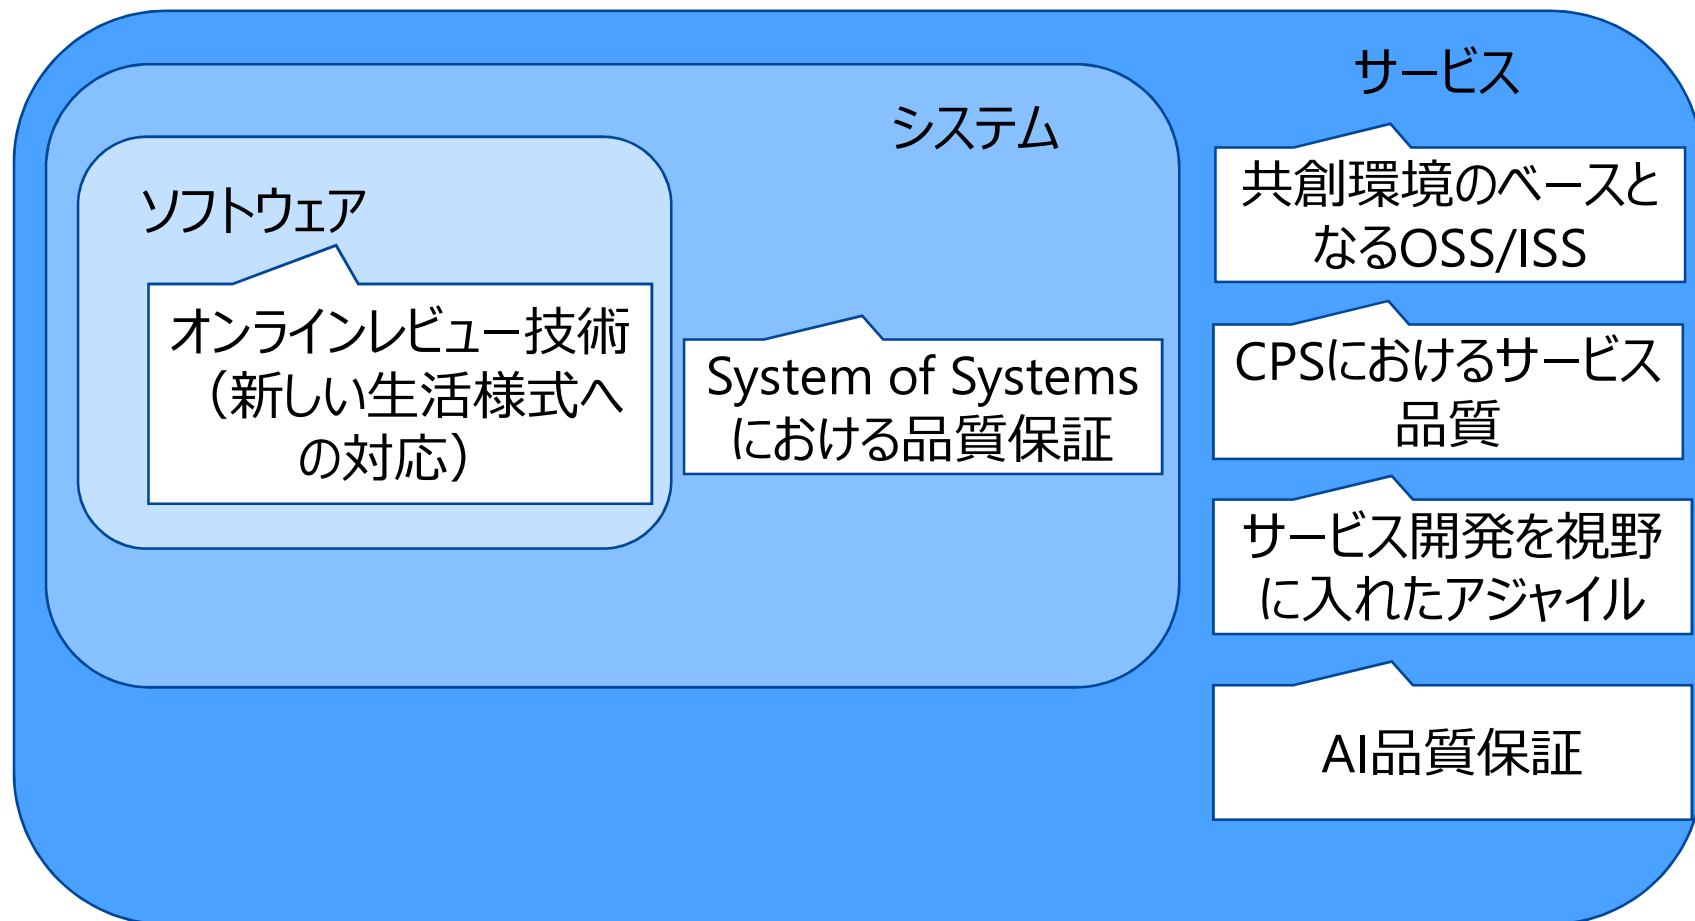 サービス
システム
ソフトウェア
オンラインレビュー技術
（新しい生活様式へ
の対応）
System of Systems
における品質保証
共創環境のベースと
なるOSS/ISS
CPSにおけるサービス
品質
サービス開発を視野
に入れたアジャイル
AI品質保証